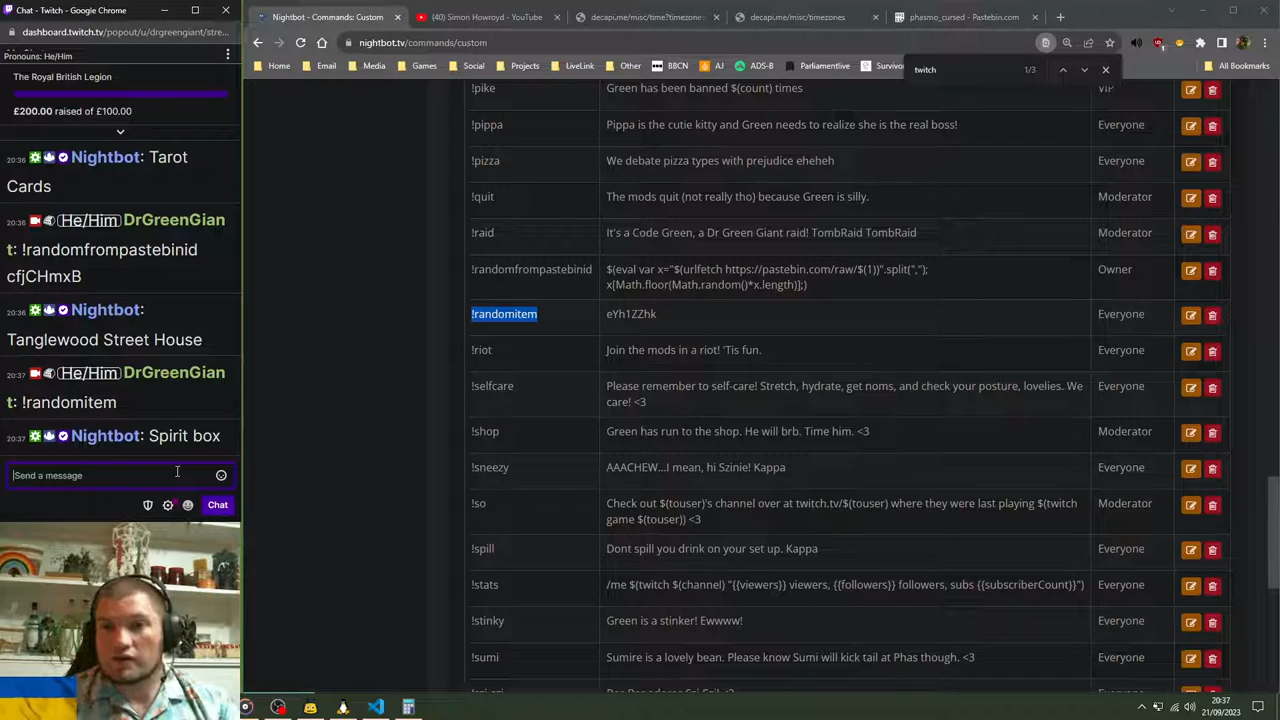 Chat - Twitch - Google Chrome
dashboard.twitch.tv/popout/u/drgreengiant/stre...
Pronouns: He/Him
The Royal British Legion
£200.00 raised of £100.00
20:36 Nightbot: Tarot
Cards
20:36 He/Him DrGreenGian
t: !randomfrompastebinid
cfjCHmxB
20:36 Nightbot:
Tanglewood Street House
20:37 He/Him DrGreenGian
t: !randomitem
20:37 Nightbot: Spirit box
Send a message
Chat
Nightbot - Commands: Custom
(40) Simon Howroyd - YouTube
decapi.me/misc/time?timezone
decapi.me/misc/timezones
phasmo_cursed - Pastebin.com
nightbot.tv/commands/custom
Home Email Media Games Social Projects LiveLink Other BBCN AJ ADS-B Parliamentlive Survivo All Bookmarks
twitch 1/3
!pike Green has been banned $(count) times VIP
!pippa Pippa is the cutie kitty and Green needs to realize she is the real boss! Everyone
!pizza We debate pizza types with prejudice eheheh Everyone
!quit The mods quit (not really tho) because Green is silly. Moderator
!raid It's a Code Green, a Dr Green Giant raid! TombRaid TombRaid Moderator
!randomfrompastebinid $(eval var x="$(urlfetch https://pastebin.com/raw/$(1))".split(","); Owner
x[Math.floor(Math.random()*x.length)];)
!randomitem eYh1ZZhk Everyone
!riot Join the mods in a riot! 'Tis fun. Everyone
!selfcare Please remember to self-care! Stretch, hydrate, get noms, and check your posture, lovelies. We Everyone
care! <3
!shop Green has run to the shop. He will brb. Time him. <3 Moderator
!sneezy AAACHEW...I mean, hi Szinie! Kappa Everyone
!so Check out $(touser)'s channel over at twitch.tv/$(touser) where they were last playing $(twitch Moderator
game $(touser)) <3
!spill Dont spill you drink on your set up. Kappa Everyone
!stats /me $(twitch $(channel) "{{viewers}} viewers, {{followers}} followers, subs {{subscriberCount}}") Everyone
!stinky Green is a stinker! Ewwww! Everyone
!sumi Sumire is a lovely bean. Please know Sumi will kick tail at Phas though. <3 Everyone
20:37
21/09/2023